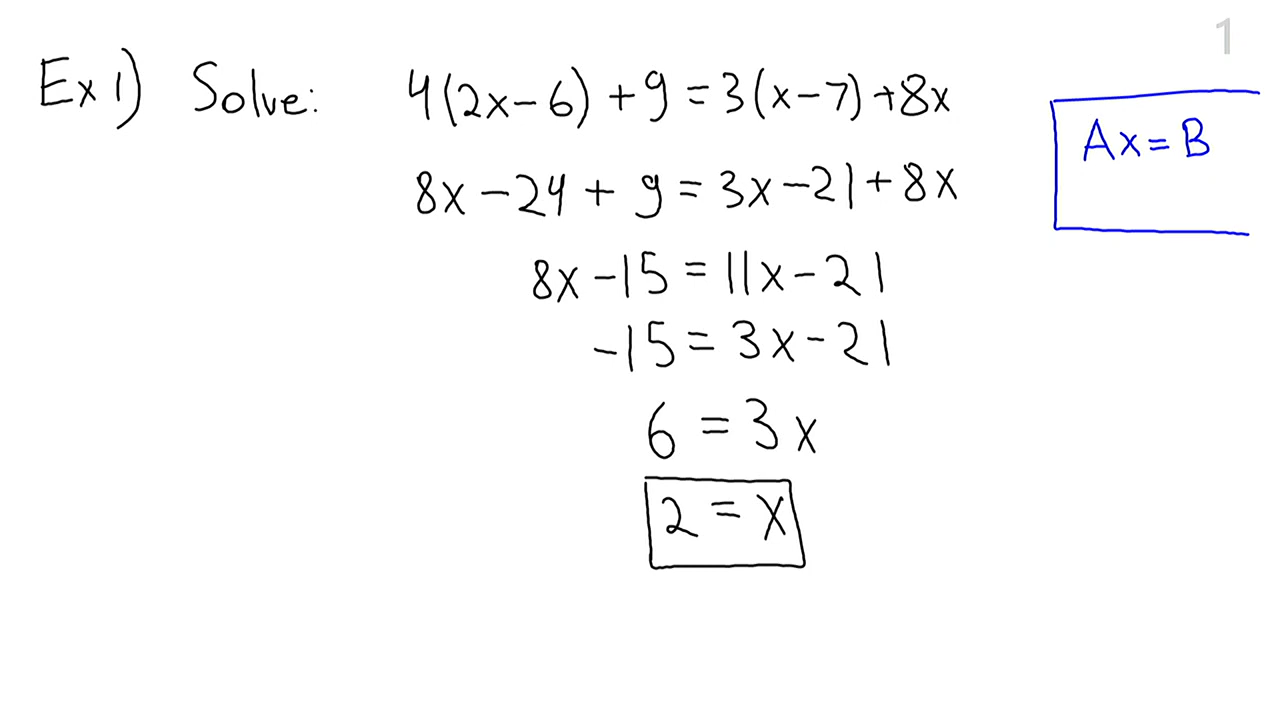 1
Ex 1) Solve: 4(2x-6)+9=3(x-7)+8x
Ax=B
8x-24+9=3x-21+8x
8x-15=11x-21
-15=3x-21
6=3x
2=x